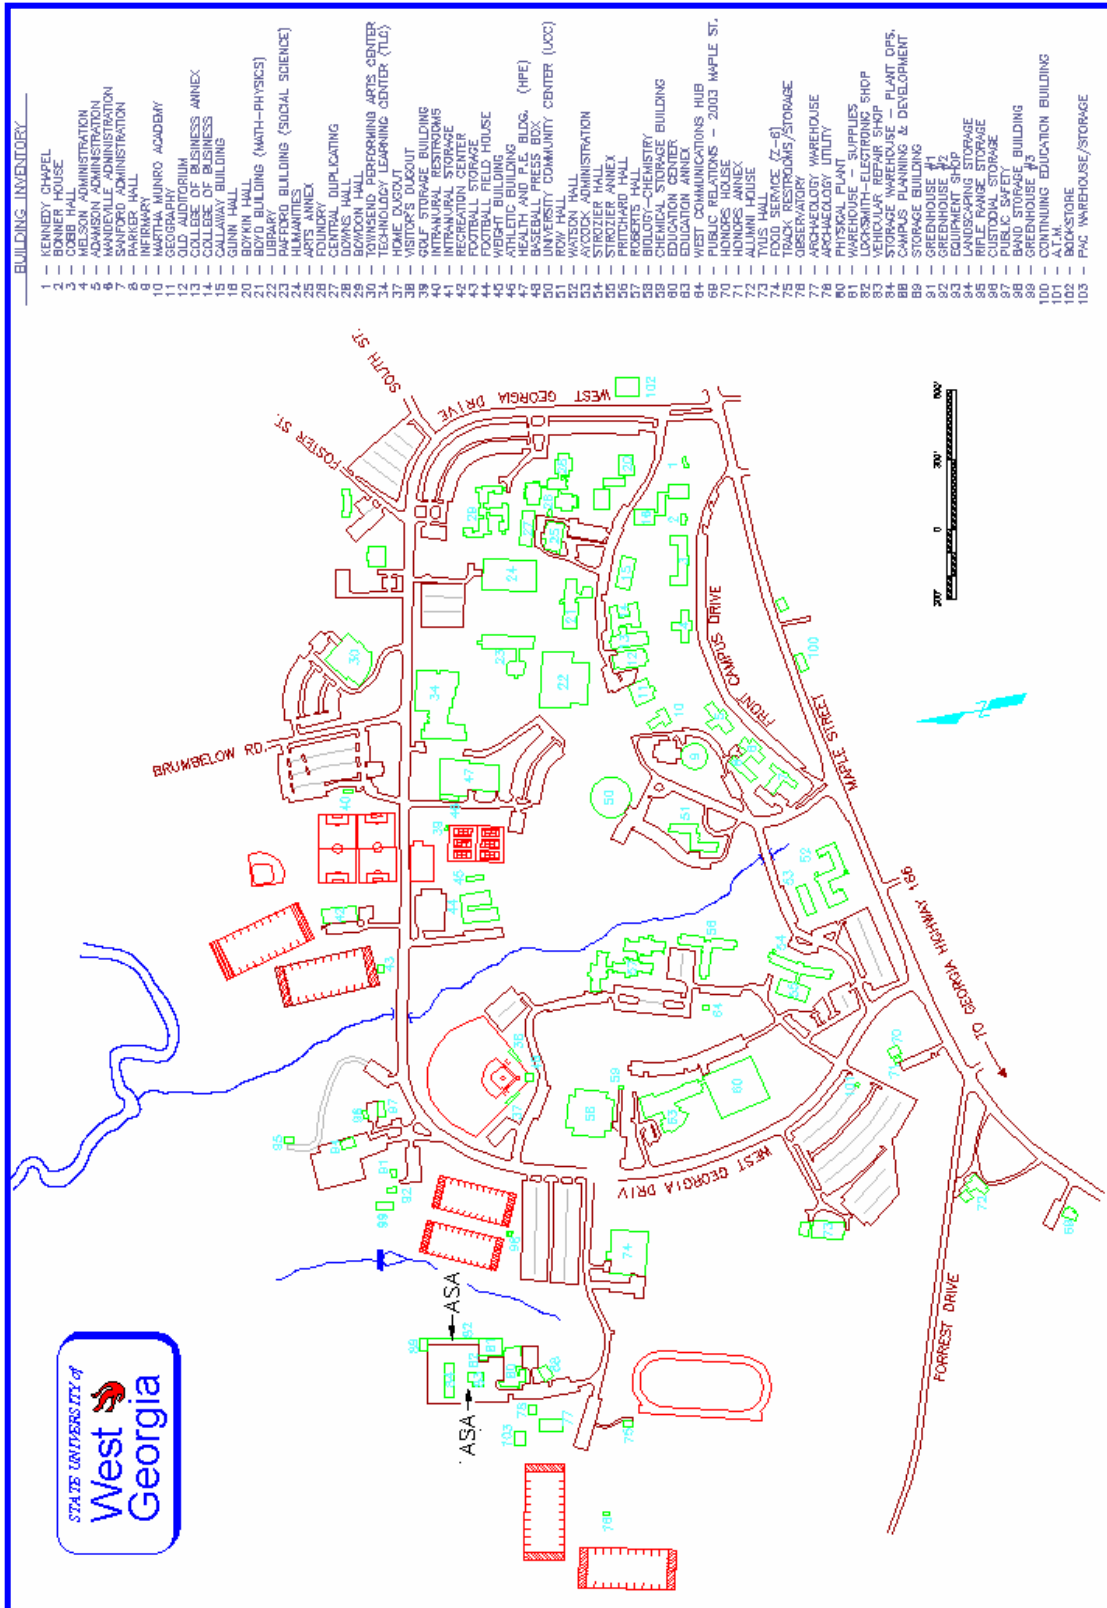 STATE UNIVERSITY of
West
Georgia
BUILDING INVENTORY
1 – KENNEDY CHAPEL
2 – BONNER HOUSE
3 – COBB HALL
4 – MELSON ADMINISTRATION
5 – ADAMSON ADMINISTRATION
6 – MANDEVILLE ADMINISTRATION
7 – SANFORD ADMINISTRATION
8 – PARKER HALL
9 – INFIRMARY
10 – MARTHA MUNRO ACADEMY
11 – GEOGRAPHY
12 – OLD AUDITORIUM
13 – COLLEGE OF BUSINESS ANNEX
14 – COLLEGE OF BUSINESS
15 – CALLAWAY BUILDING
16 – GUNN HALL
20 – BOYKIN HALL
21 – BOYD BUILDING (MATH–PHYSICS)
22 – LIBRARY
23 – PAFFORD BUILDING (SOCIAL SCIENCE)
24 – HUMANITIES
25 – ARTS ANNEX
26 – FOUNDRY
27 – CENTRAL DUPLICATING
28 – DOWNS HALL
29 – BOWDON HALL
30 – TOWNSEND PERFORMING ARTS CENTER
34 – TECHNOLOGY LEARNING CENTER (TLC)
37 – HOME DUGOUT
38 – VISITOR'S DUGOUT
39 – GOLF STORAGE BUILDING
40 – INTRAMURAL RESTROOMS
41 – INTRAMURAL STORAGE
42 – RECREATION CENTER
43 – FOOTBALL STORAGE
44 – FOOTBALL FIELD HOUSE
45 – WEIGHT BUILDING
46 – ATHLETIC BUILDING
47 – HEALTH AND P.E. BLDG. (HPE)
48 – BASEBALL PRESS BOX
50 – UNIVERSITY COMMUNITY CENTER (UCC)
51 – ROW HALL
52 – WATSON HALL
53 – AYCOCK ADMINISTRATION
54 – STROZIER HALL
55 – STROZIER ANNEX
56 – PRITCHARD HALL
57 – ROBERTS HALL
58 – BIOLOGY–CHEMISTRY
59 – CHEMICAL STORAGE BUILDING
60 – EDUCATION CENTER
63 – EDUCATION ANNEX
64 – WEST COMMUNICATIONS HUB
69 – PUBLIC RELATIONS – 2003 MAPLE ST.
70 – HONORS HOUSE
71 – HONORS ANNEX
72 – ALUMNI HOUSE
73 – TYUS HALL
74 – FOOD SERVICE (Z–6)
75 – TRACK RESTROOMS/STORAGE
76 – OBSERVATORY
77 – ARCHAEOLOGY WAREHOUSE
78 – ARCHAEOLOGY UTILITY
80 – PHYSICAL PLANT
81 – WAREHOUSE – SUPPLIES
82 – LOCKSMITH–ELECTRONIC SHOP
83 – VEHICULAR REPAIR SHOP
84 – STORAGE WAREHOUSE – PLANT OPS.
88 – CAMPUS PLANNING & DEVELOPMENT
89 – STORAGE BUILDING
91 – GREENHOUSE #1
92 – GREENHOUSE #2
93 – EQUIPMENT SHOP
94 – LANDSCAPING STORAGE
95 – RIFLE RANGE STORAGE
96 – CUSTODIAL STORAGE
97 – PUBLIC SAFETY
98 – BAND STORAGE BUILDING
99 – GREENHOUSE #3
100 – CONTINUING EDUCATION BUILDING
101 – A.T.M.
102 – BOOKSTORE
103 – PAC WAREHOUSE/STORAGE
SOUTH ST.
FOSTER ST.
WEST GEORGIA DRIVE
BRUMBELOW RD.
FRONT CAMPUS DRIVE
MAPLE STREET
GEORGIA HIGHWAY 166
TO
WEST GEORGIA DRIV
FORREST DRIVE
ASA
ASA
200' 0 300'
N